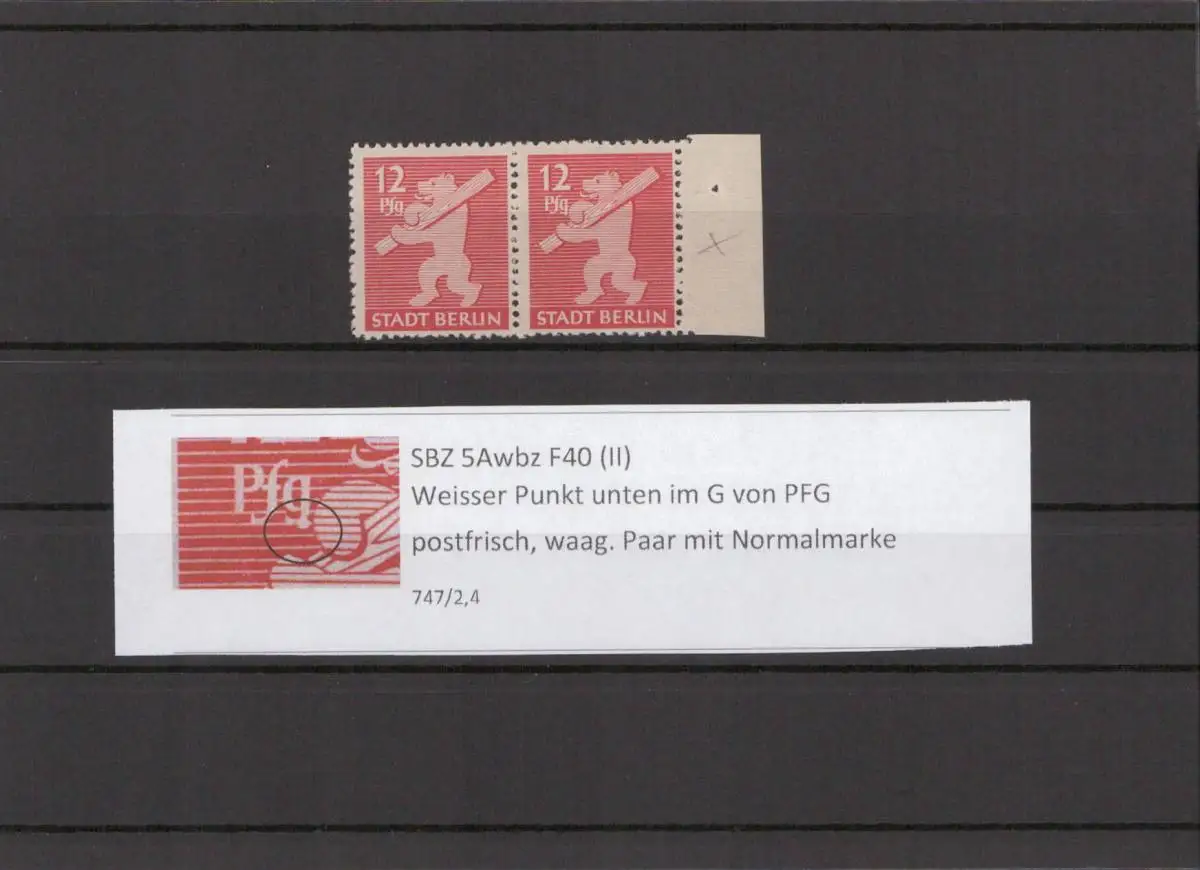 12 12
Pfg Pfg
STADT BERLIN STADT BERLIN
Pfg
SBZ 5Awbz F40 (II)
Weisser Punkt unten im G von PFG
postfrisch, waag. Paar mit Normalmarke
747/2,4